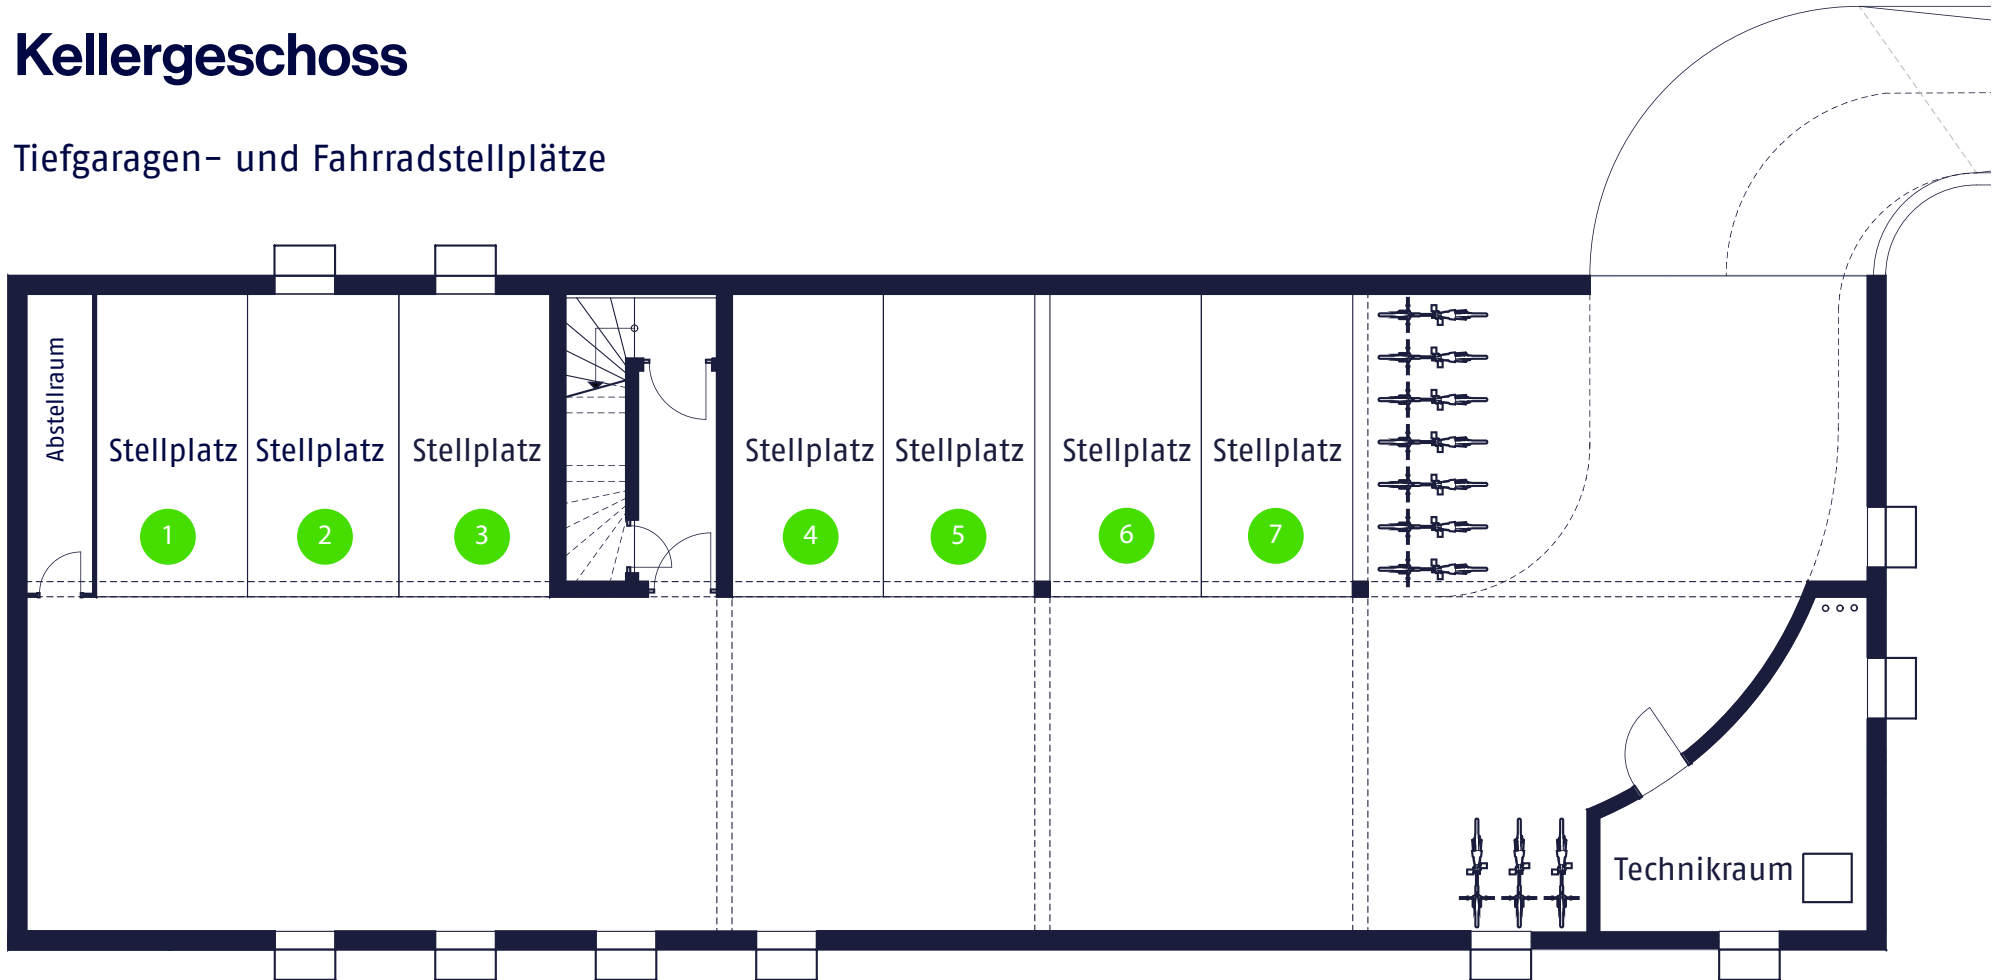 Kellergeschoss
Tiefgaragen- und Fahrradstellplätze
Abstellraum
Stellplatz
1
Stellplatz
2
Stellplatz
3
Stellplatz
4
Stellplatz
5
Stellplatz
6
Stellplatz
7
Technikraum